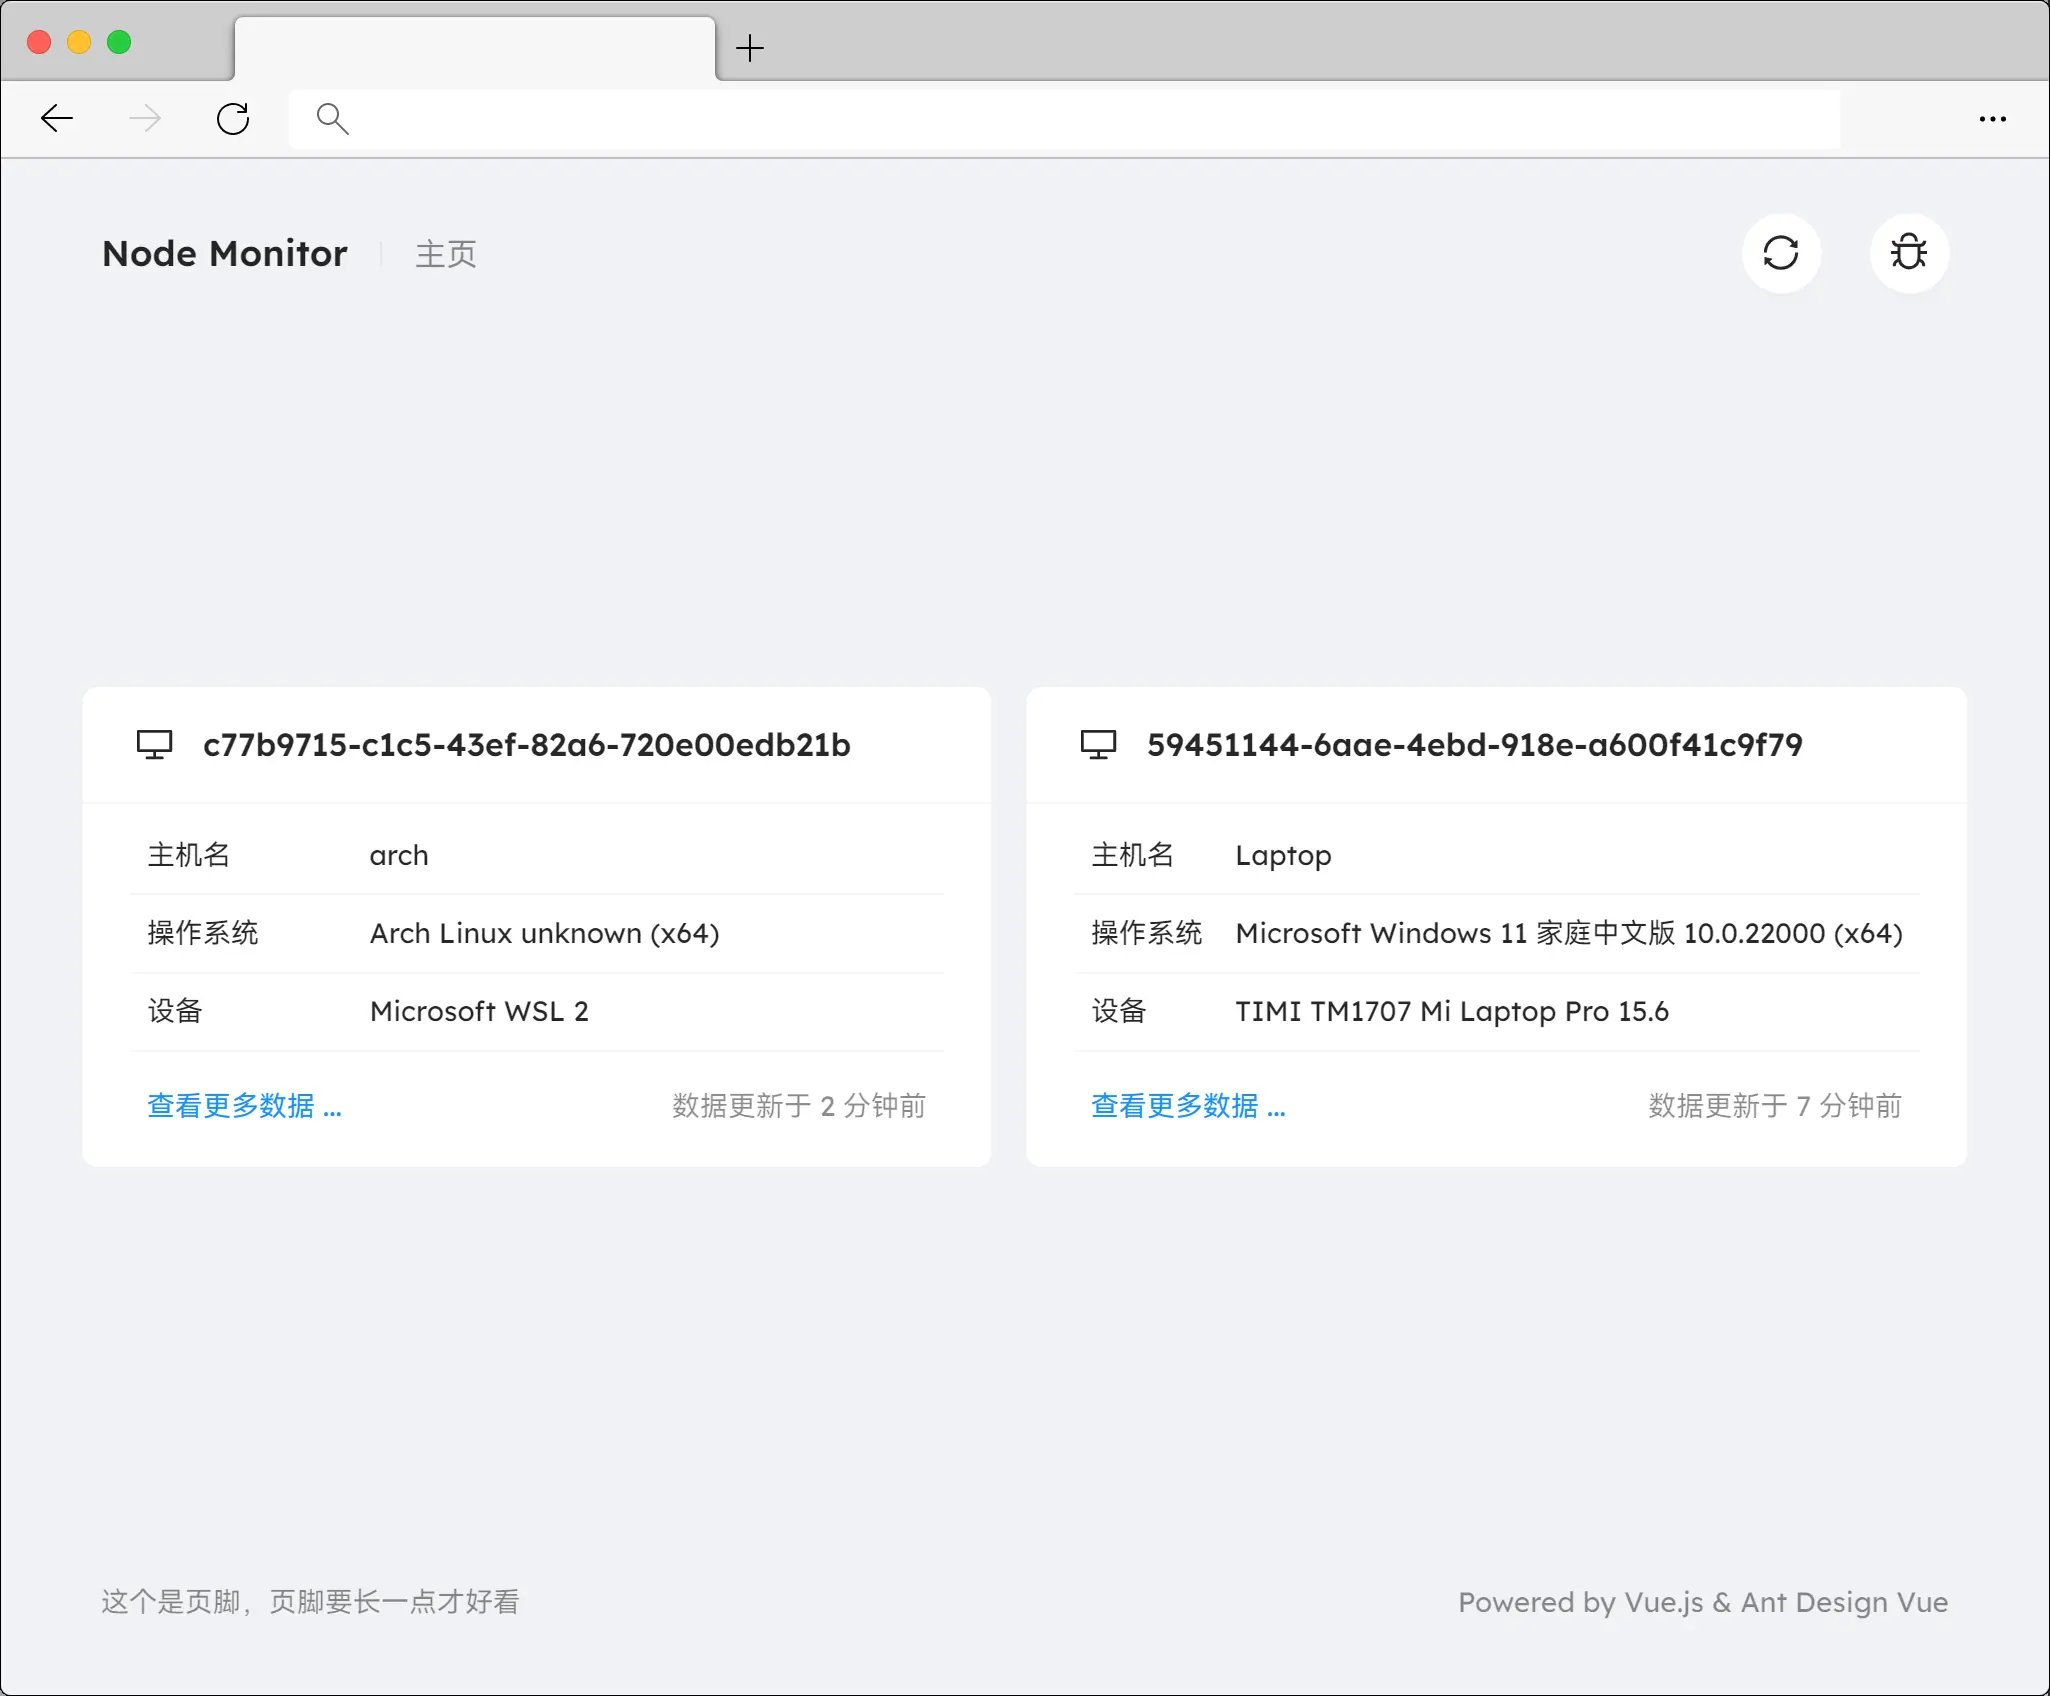 Node Monitor 主页
c77b9715-c1c5-43ef-82a6-720e00edb21b
主机名 arch
操作系统 Arch Linux unknown (x64)
设备 Microsoft WSL 2
查看更多数据 ... 数据更新于 2 分钟前
59451144-6aae-4ebd-918e-a600f41c9f79
主机名 Laptop
操作系统 Microsoft Windows 11 家庭中文版 10.0.22000 (x64)
设备 TIMI TM1707 Mi Laptop Pro 15.6
查看更多数据 ... 数据更新于 7 分钟前
这个是页脚，页脚要长一点才好看 Powered by Vue.js & Ant Design Vue